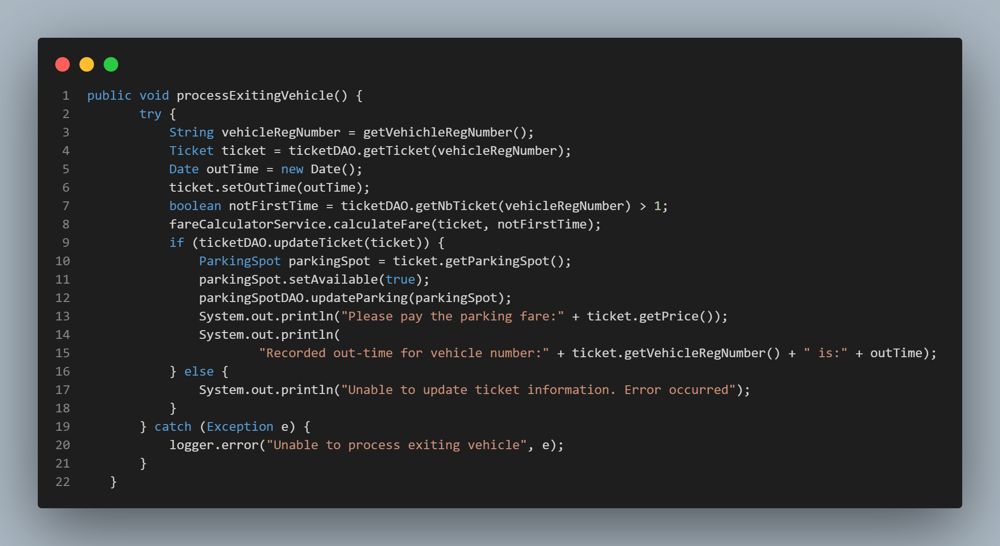 1 public void processExitingVehicle() {
2 try {
3 String vehicleRegNumber = getVehichleRegNumber();
4 Ticket ticket = ticketDAO.getTicket(vehicleRegNumber);
5 Date outTime = new Date();
6 ticket.setOutTime(outTime);
7 boolean notFirstTime = ticketDAO.getNbTicket(vehicleRegNumber) > 1;
8 fareCalculatorService.calculateFare(ticket, notFirstTime);
9 if (ticketDAO.updateTicket(ticket)) {
10 ParkingSpot parkingSpot = ticket.getParkingSpot();
11 parkingSpot.setAvailable(true);
12 parkingSpotDAO.updateParking(parkingSpot);
13 System.out.println("Please pay the parking fare:" + ticket.getPrice());
14 System.out.println(
15 "Recorded out-time for vehicle number:" + ticket.getVehicleRegNumber() + " is:" + outTime);
16 } else {
17 System.out.println("Unable to update ticket information. Error occurred");
18 }
19 } catch (Exception e) {
20 logger.error("Unable to process exiting vehicle", e);
21 }
22 }